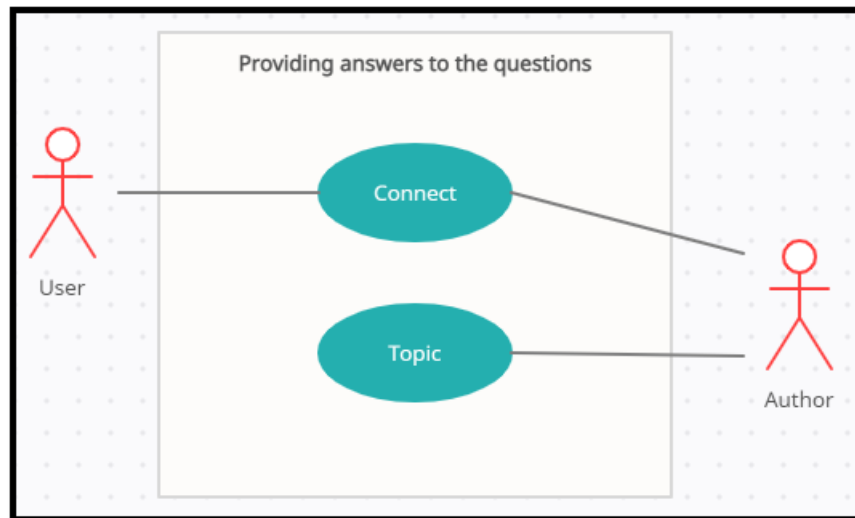 Providing answers to the questions
Connect
User
Topic
Author